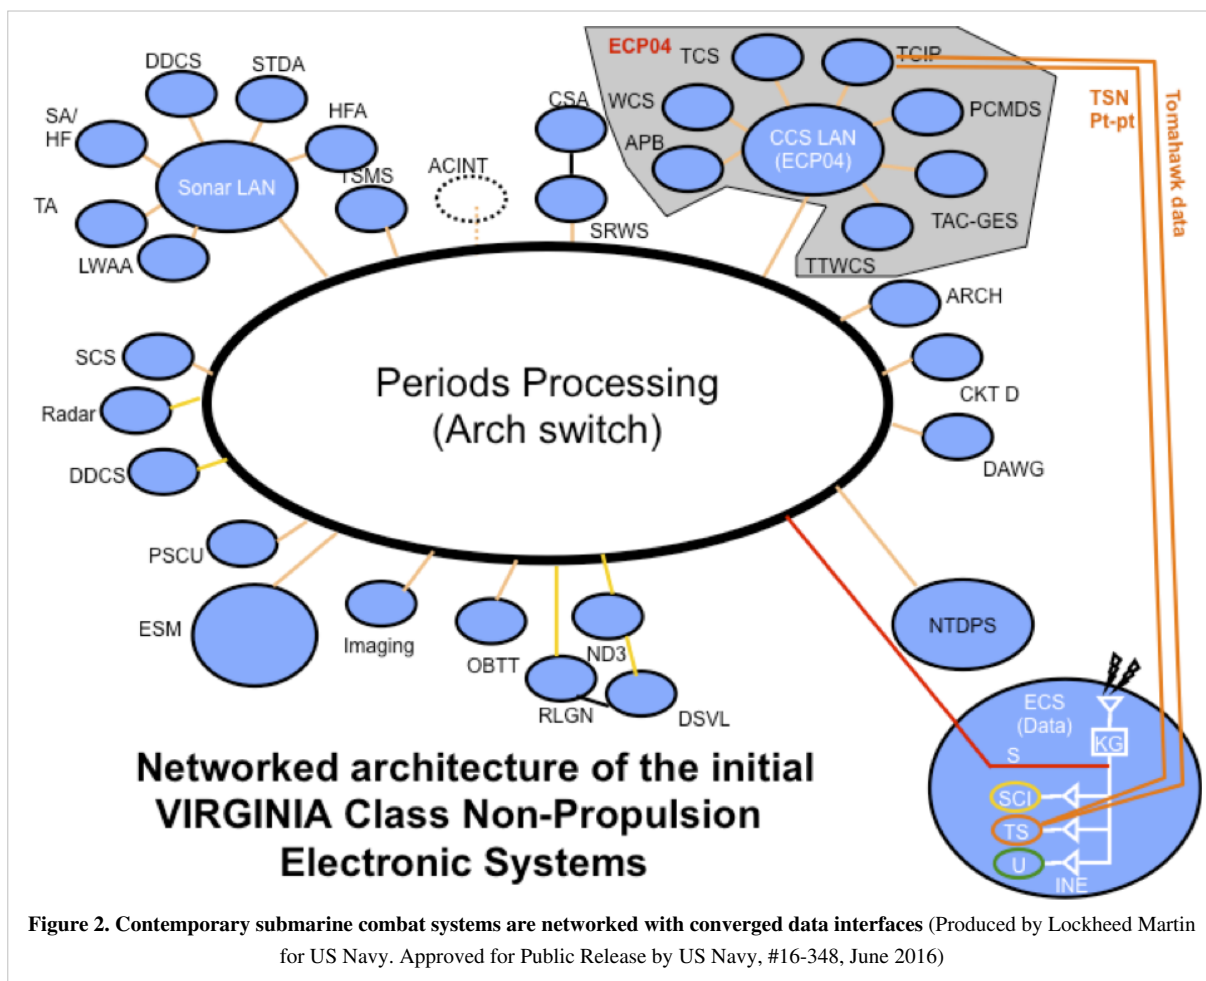 ECP04
TCS
TCIP
DDCS
STDA
WCS
CSA
PCMDS
TSN
Pt-pt
Tomahawk data
SA/
HF
HFA
APB
CCS LAN
(ECP04)
ACINT
TSMS
Sonar LAN
TA
TAC-GES
SRWS
LWAA
TTWCS
ARCH
SCS
Periods Processing
(Arch switch)
CKT D
Radar
DDCS
DAWG
PSCU
ESM
Imaging
OBTT
ND3
RLGN
DSVL
NTDPS
ECS
(Data)
KG
S
SCI
TS
U
INE
Networked architecture of the initial
VIRGINIA Class Non-Propulsion
Electronic Systems
Figure 2. Contemporary submarine combat systems are networked with converged data interfaces (Produced by Lockheed Martin
for US Navy. Approved for Public Release by US Navy, #16-348, June 2016)